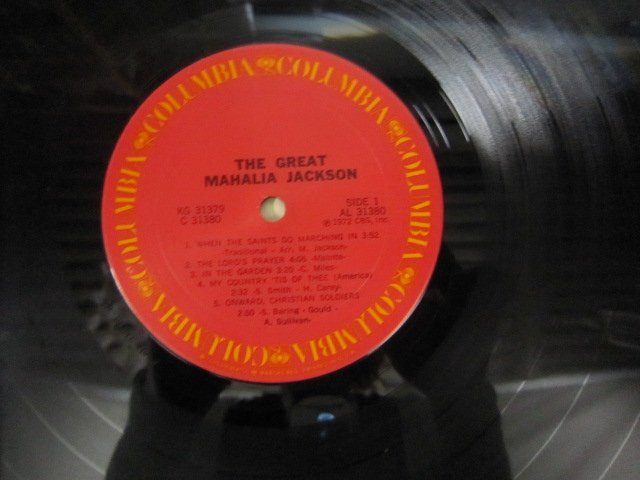 COLUMBIA COLUMBIA COLUMBIA COLUMBIA COLUMBIA COLUMBIA
THE GREAT
MAHALIA JACKSON
KG 31379 SIDE 1
C 31380 AL 31380
℗ 1972 CBS, Inc.
1. WHEN THE SAINTS GO MARCHING IN 3:52
-Traditional - Arr. M. Jackson-
2. THE LORD'S PRAYER 4:06 -Malotte-
3. IN THE GARDEN 3:20 -C. Miles-
4. MY COUNTRY 'TIS OF THEE (America)
2:32 -S. Smith - H. Carey-
5. ONWARD, CHRISTIAN SOLDIERS
-S. Baring - Gould -
A. Sullivan-